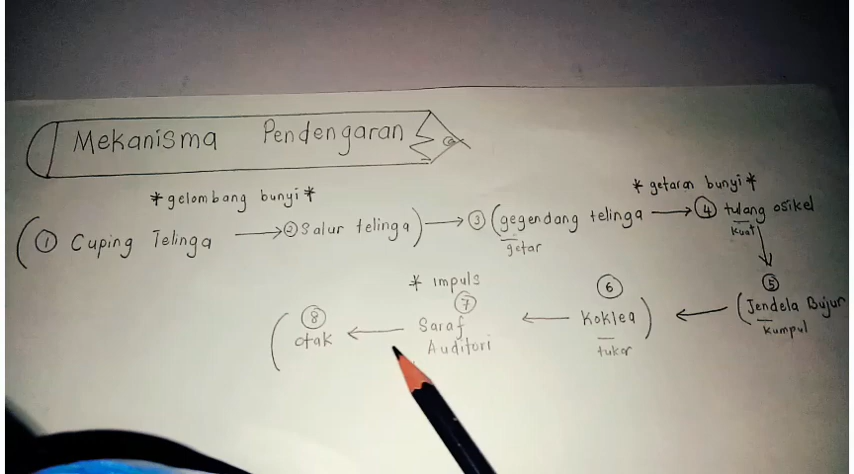 Mekanisma Pendengaran
* gelombang bunyi *
* getaran bunyi *
(① Cuping Telinga → ② Salur telinga) → ③ (gegendang telinga → ④ tulang osikel
getar
kuat
⑤
(Jendela Bujur
kumpul
* impuls
⑧ ⑦ ⑥
(otak ← Saraf Auditori ← Koklea) ←
tukar